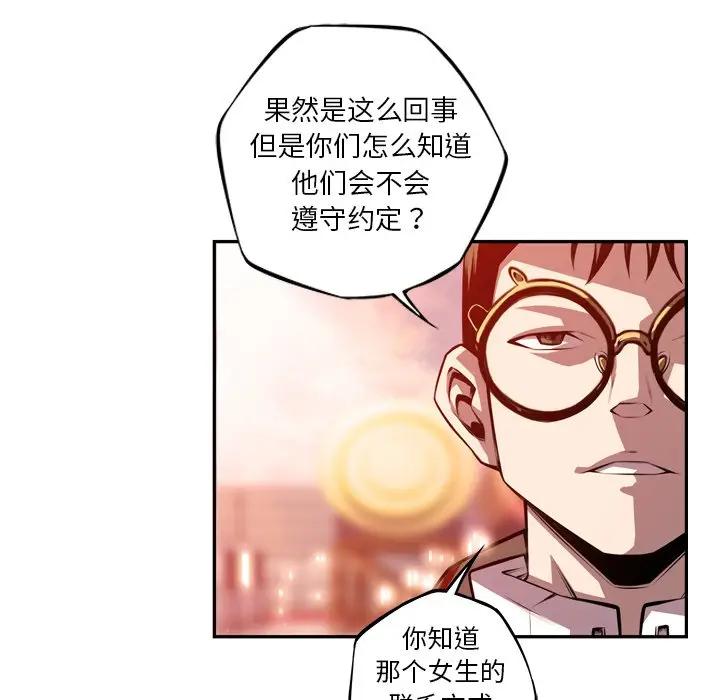 果然是这么回事
但是你们怎么知道
他们会不会
遵守约定？
你知道
那个女生的